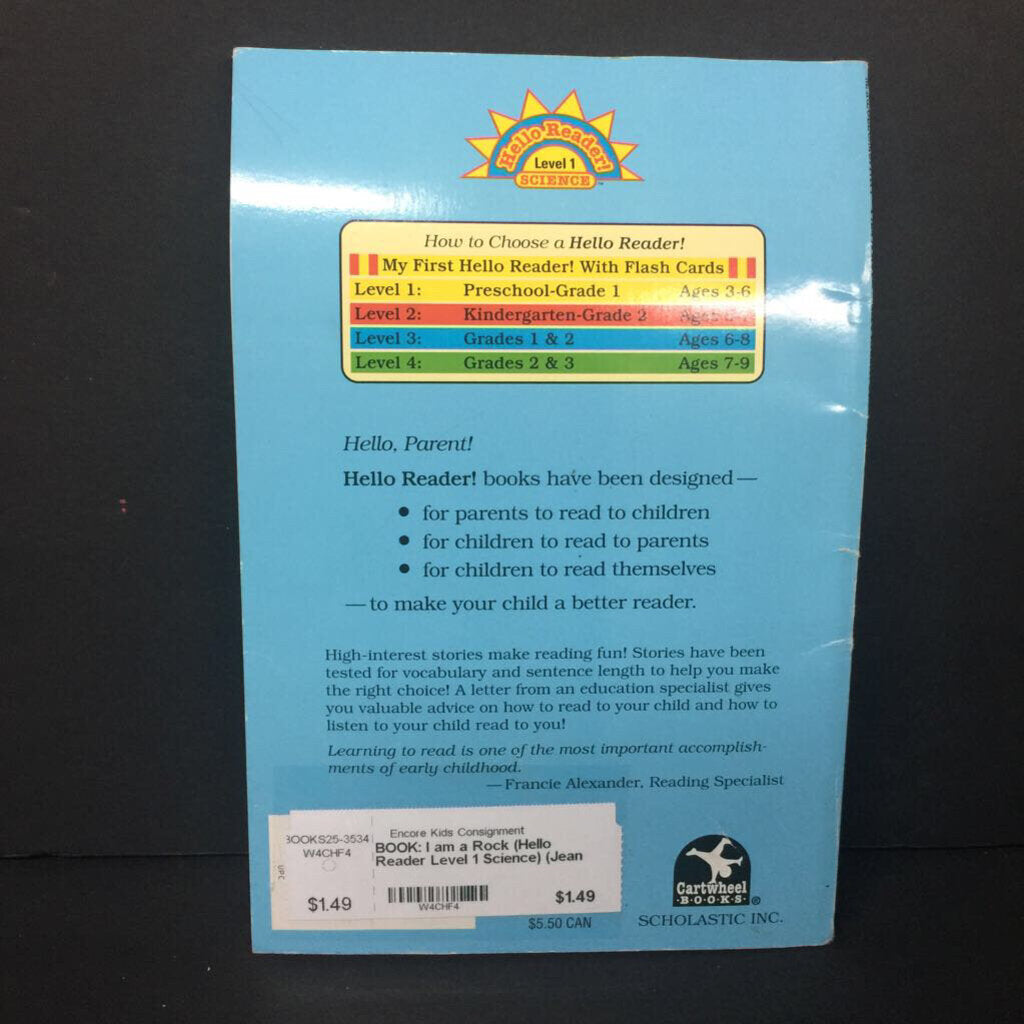 Hello Reader!
Level 1
SCIENCE™
How to Choose a Hello Reader!
My First Hello Reader! With Flash Cards
Level 1: Preschool-Grade 1 Ages 3-6
Level 2: Kindergarten-Grade 2 Ages
Level 3: Grades 1 & 2 Ages 6-8
Level 4: Grades 2 & 3 Ages 7-9
Hello, Parent!
Hello Reader! books have been designed—
• for parents to read to children
• for children to read to parents
• for children to read themselves
—to make your child a better reader.
High-interest stories make reading fun! Stories have been
tested for vocabulary and sentence length to help you make
the right choice! A letter from an education specialist gives
you valuable advice on how to read to your child and how to
listen to your child read to you!
Learning to read is one of the most important accomplish-
ments of early childhood.
—Francie Alexander, Reading Specialist
BOOKS25-3534
W4CHF4
UPC
$1.49
Encore Kids Consignment
BOOK: I am a Rock (Hello
Reader Level 1 Science) (Jean
W4CHF4
$1.49
$5.50 CAN
Cartwheel
·B·O·O·K·S· ®
SCHOLASTIC INC.